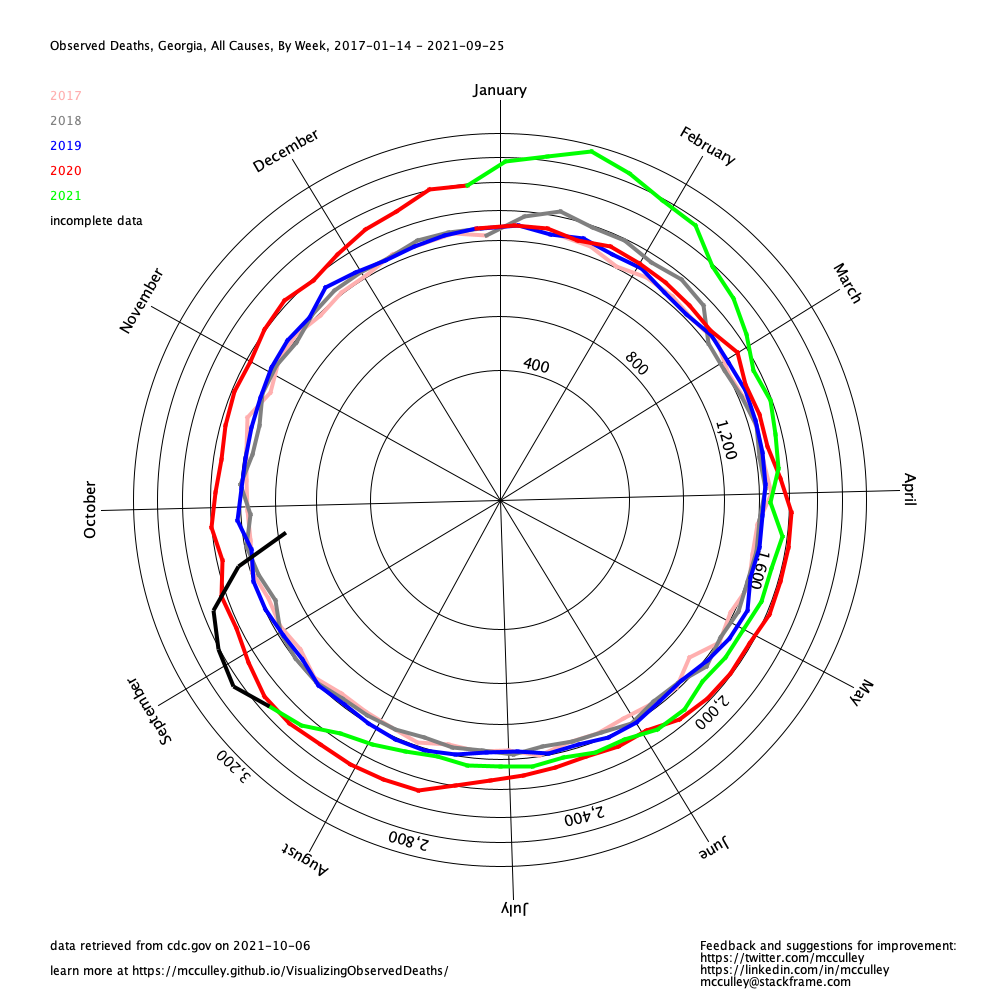 Observed Deaths, Georgia, All Causes, By Week, 2017-01-14 - 2021-09-25
2017
2018
2019
2020
2021
incomplete data
January
February
March
April
May
June
July
August
September
October
November
December
400
800
1,200
1,600
2,000
2,400
2,800
3,200
data retrieved from cdc.gov on 2021-10-06
learn more at https://mcculley.github.io/VisualizingObservedDeaths/
Feedback and suggestions for improvement:
https://twitter.com/mcculley
https://linkedin.com/in/mcculley
mcculley@stackframe.com